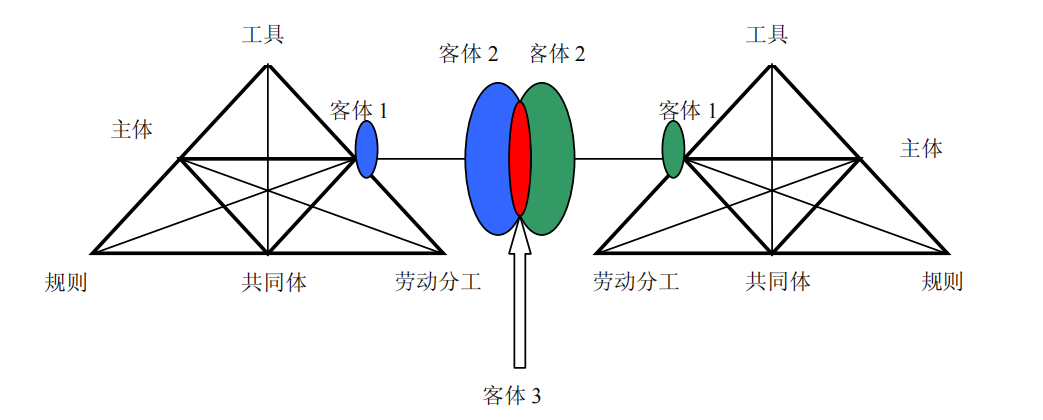 工具
工具
客体 2
客体 2
客体 1
客体 1
主体
主体
规则
共同体
劳动分工
劳动分工
共同体
规则
客体 3